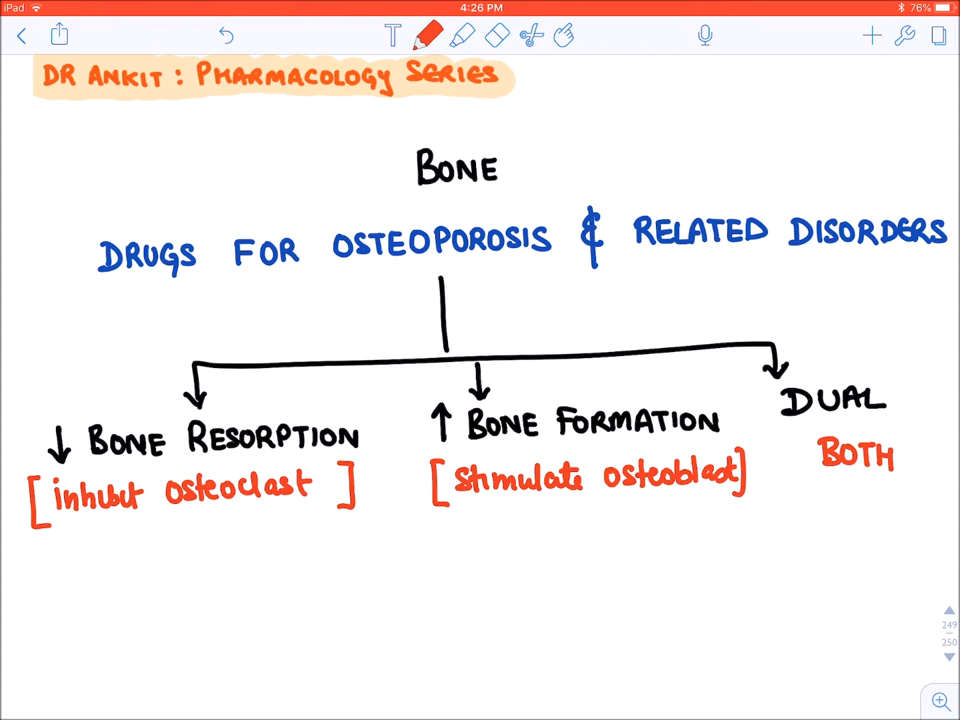 iPad 4:26 PM 76%
T
DR ANKIT : PHARMACOLOGY SERIES
BONE
DRUGS FOR OSTEOPOROSIS & RELATED DISORDERS
↓ BONE RESORPTION ↑ BONE FORMATION DUAL
[inhibit osteoclast] [stimulate osteoblast] BOTH
249
250